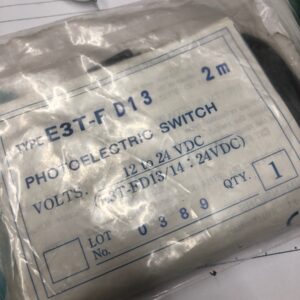 TYPE E3T-FD13 2m
PHOTOELECTRIC SWITCH
VOLTS: 12 to 24 VDC
(E3T-FD13/14 : 24VDC)
LOT No. 0389 QTY. 1